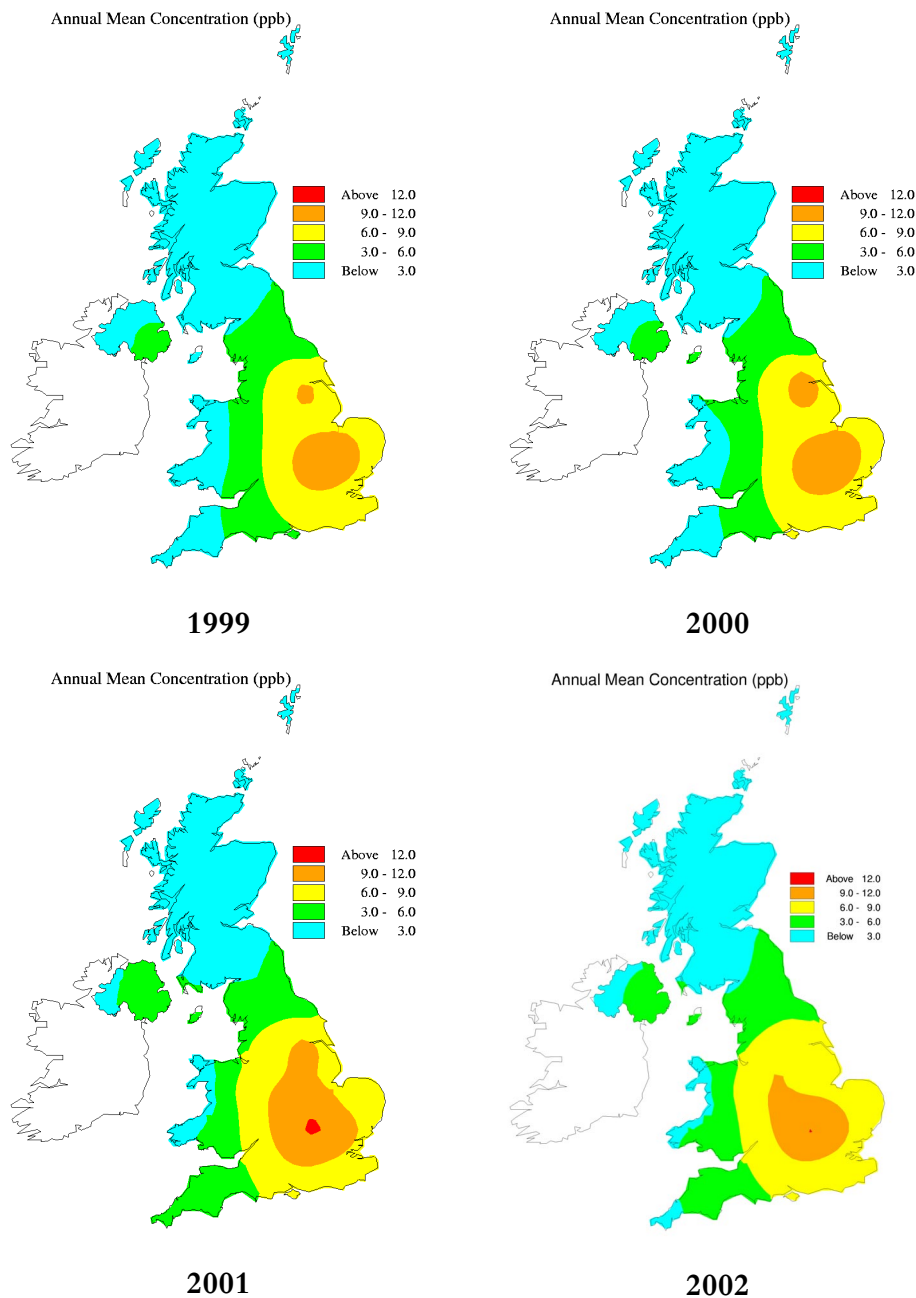 Annual Mean Concentration (ppb)
Above 12.0
9.0 - 12.0
6.0 - 9.0
3.0 - 6.0
Below 3.0
1999
Annual Mean Concentration (ppb)
Above 12.0
9.0 - 12.0
6.0 - 9.0
3.0 - 6.0
Below 3.0
2000
Annual Mean Concentration (ppb)
Above 12.0
9.0 - 12.0
6.0 - 9.0
3.0 - 6.0
Below 3.0
2001
Annual Mean Concentration (ppb)
Above 12.0
9.0 - 12.0
6.0 - 9.0
3.0 - 6.0
Below 3.0
2002